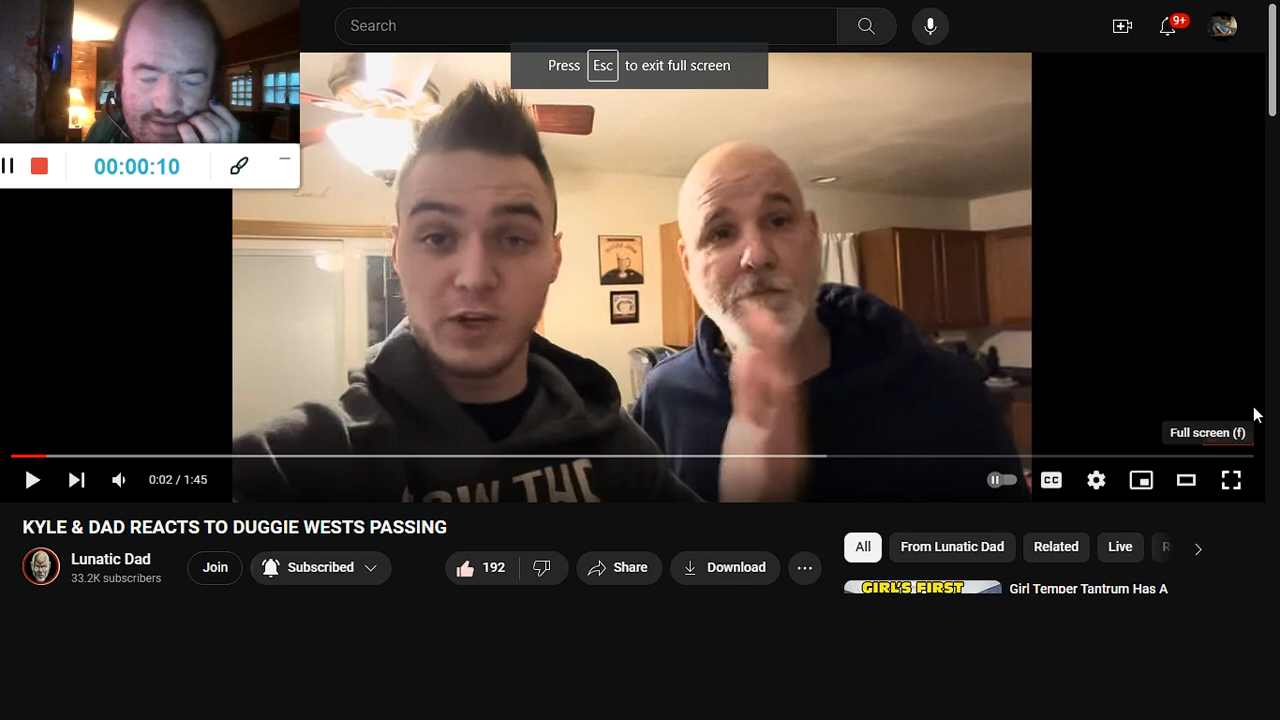 Search
9+
Press Esc to exit full screen
00:00:10
Full screen (f)
0:02 / 1:45
CC
KYLE & DAD REACTS TO DUGGIE WESTS PASSING
Lunatic Dad
33.2K subscribers
Join
Subscribed
192
Share
Download
All
From Lunatic Dad
Related
Live
GIRL'S FIRST
Girl Temper Tantrum Has A